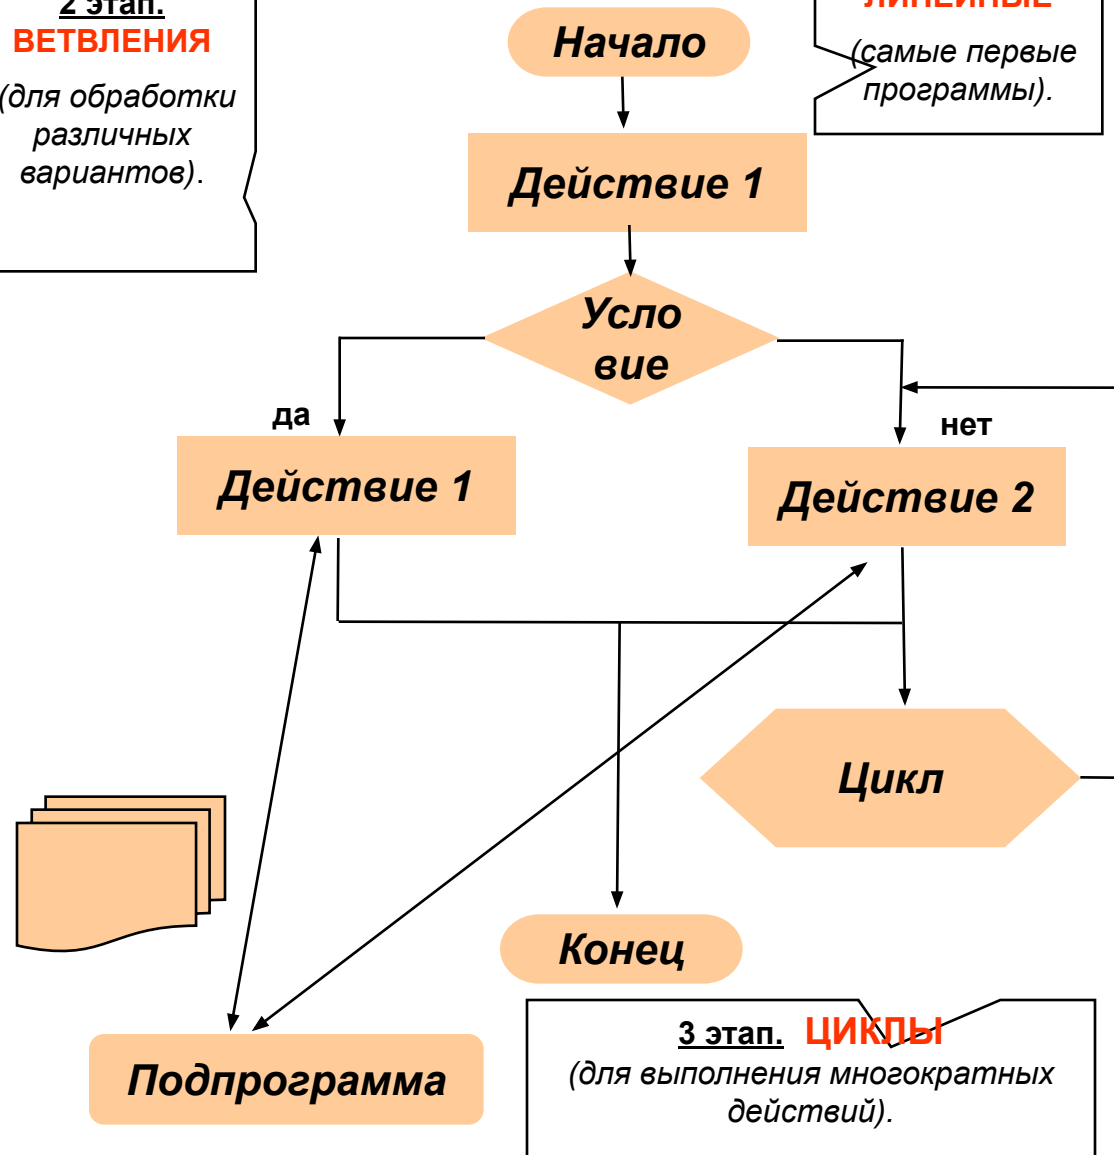 2 этап.
ВЕТВЛЕНИЯ
(для обработки
различных
вариантов).
ЛИНЕЙНЫЕ
(самые первые
программы).
Начало
Действие 1
Усло
вие
да
нет
Действие 1
Действие 2
Цикл
Конец
Подпрограмма
3 этап. ЦИКЛЫ
(для выполнения многократных
действий).